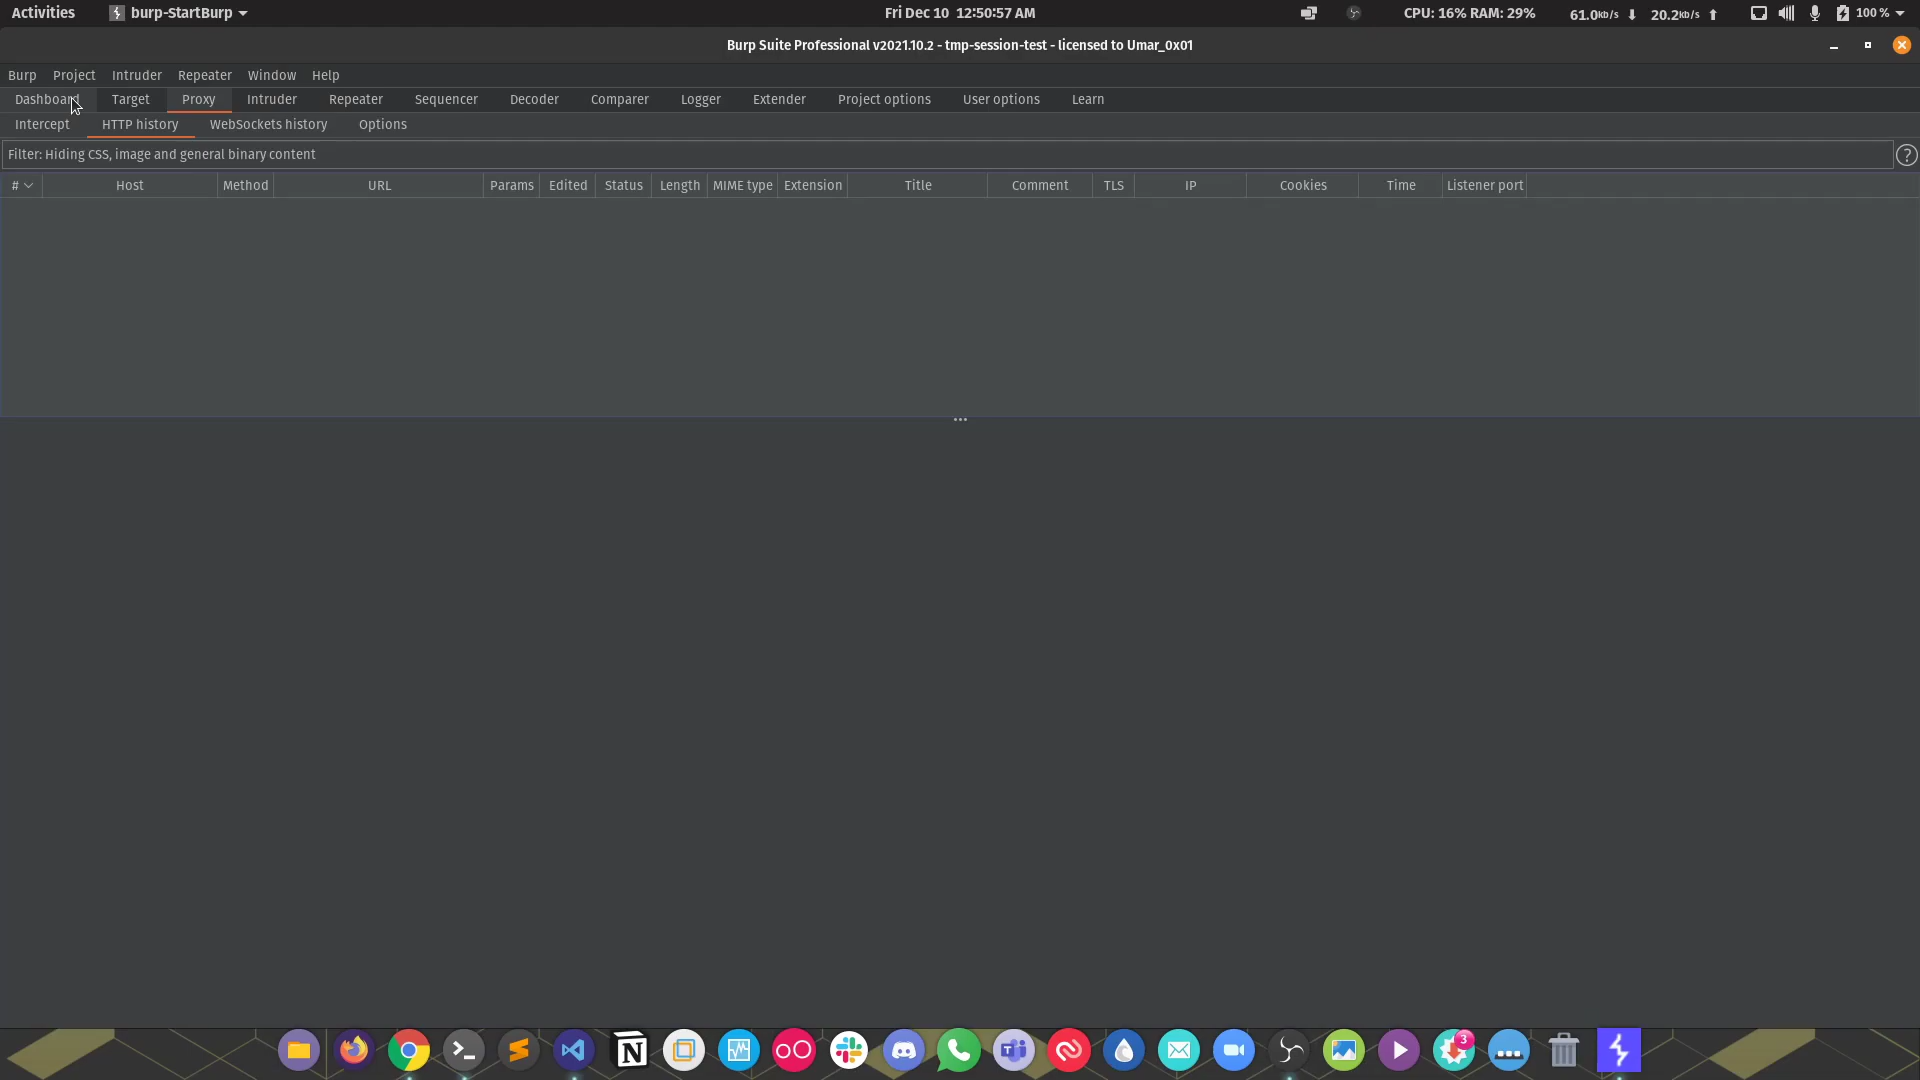 Activities burp-StartBurp Fri Dec 10 12:50:57 AM CPU: 16% RAM: 29% 61.0kb/s 20.2kb/s 100 %
Burp Suite Professional v2021.10.2 - tmp-session-test - licensed to Umar_0x01
Burp Project Intruder Repeater Window Help
Dashboard Target Proxy Intruder Repeater Sequencer Decoder Comparer Logger Extender Project options User options Learn
Intercept HTTP history WebSockets history Options
Filter: Hiding CSS, image and general binary content ?
# Host Method URL Params Edited Status Length MIME type Extension Title Comment TLS IP Cookies Time Listener port
3